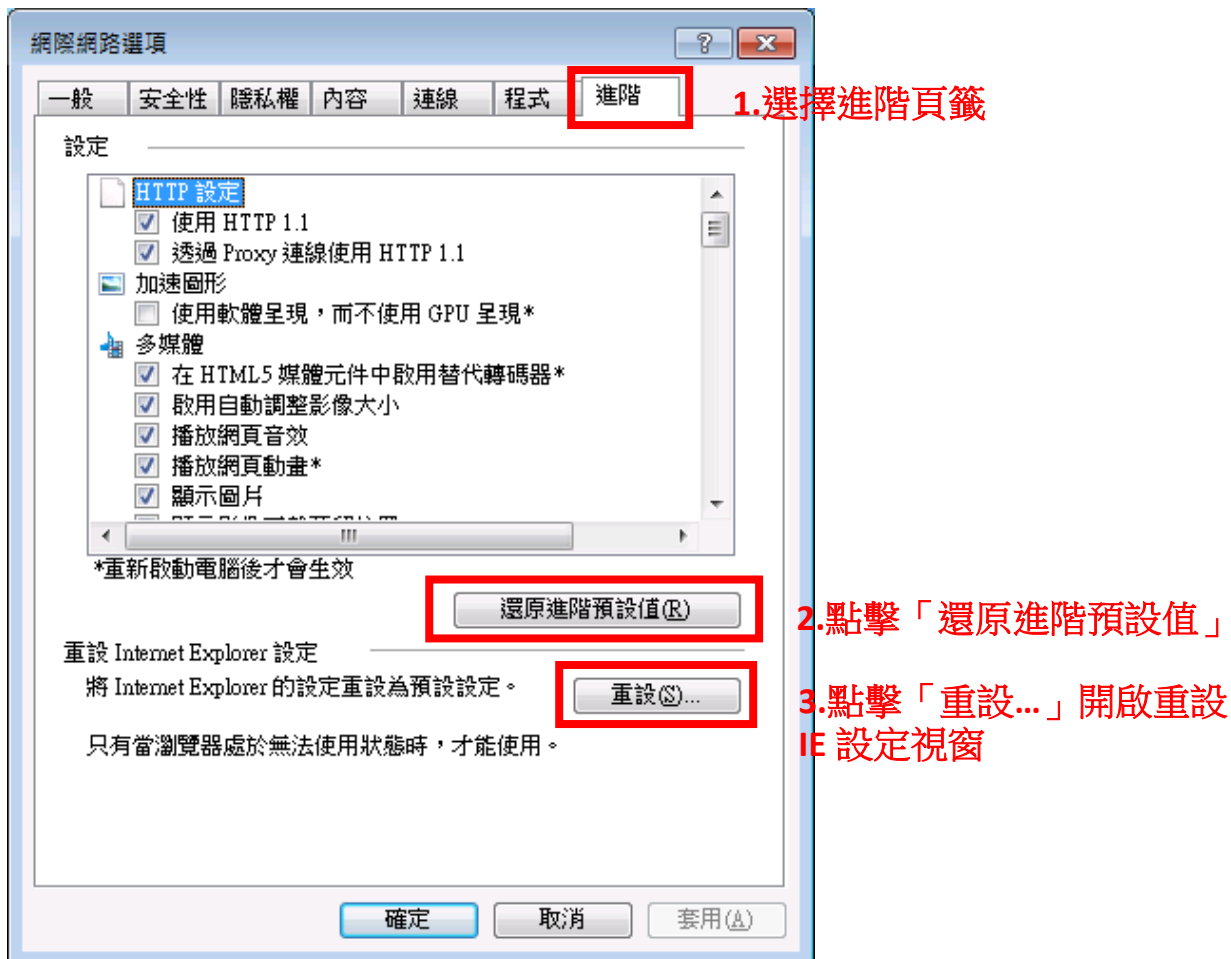 網際網路選項
一般 安全性 隱私權 內容 連線 程式 進階
1.選擇進階頁籤
設定
HTTP 設定
使用 HTTP 1.1
透過 Proxy 連線使用 HTTP 1.1
加速圖形
使用軟體呈現，而不使用 GPU 呈現*
多媒體
在 HTML5 媒體元件中啟用替代轉碼器*
啟用自動調整影像大小
播放網頁音效
播放網頁動畫*
顯示圖片
*重新啟動電腦後才會生效
還原進階預設值(R)
2.點擊「還原進階預設值」
重設 Internet Explorer 設定
將 Internet Explorer 的設定重設為預設設定。
重設(S)...
3.點擊「重設...」開啟重設
IE 設定視窗
只有當瀏覽器處於無法使用狀態時，才能使用。
確定 取消 套用(A)